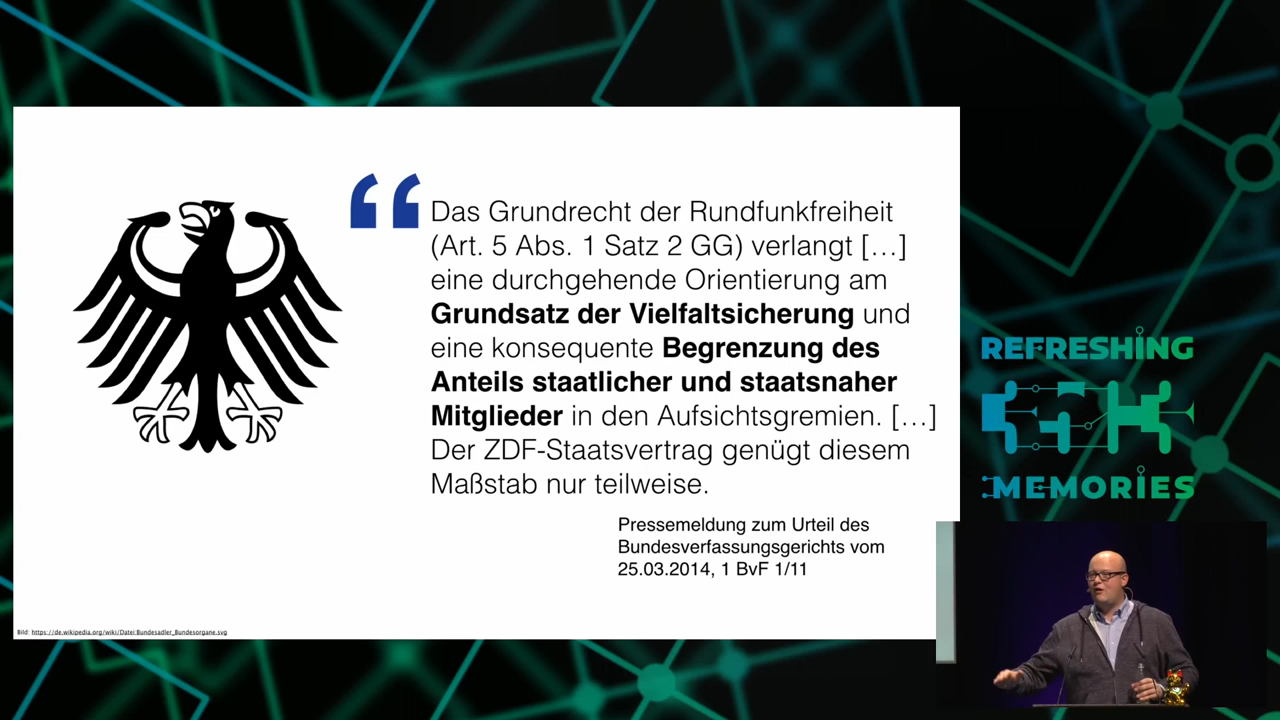 “Das Grundrecht der Rundfunkfreiheit
(Art. 5 Abs. 1 Satz 2 GG) verlangt […]
eine durchgehende Orientierung am
Grundsatz der Vielfaltsicherung und
eine konsequente Begrenzung des
Anteils staatlicher und staatsnaher
Mitglieder in den Aufsichtsgremien. […]
Der ZDF-Staatsvertrag genügt diesem
Maßstab nur teilweise.
Pressemeldung zum Urteil des
Bundesverfassungsgerichts vom
25.03.2014, 1 BvF 1/11
Bild: https://de.wikipedia.org/wiki/Datei:Bundesadler_Bundesorgane.svg
REFRESHING
MEMORIES